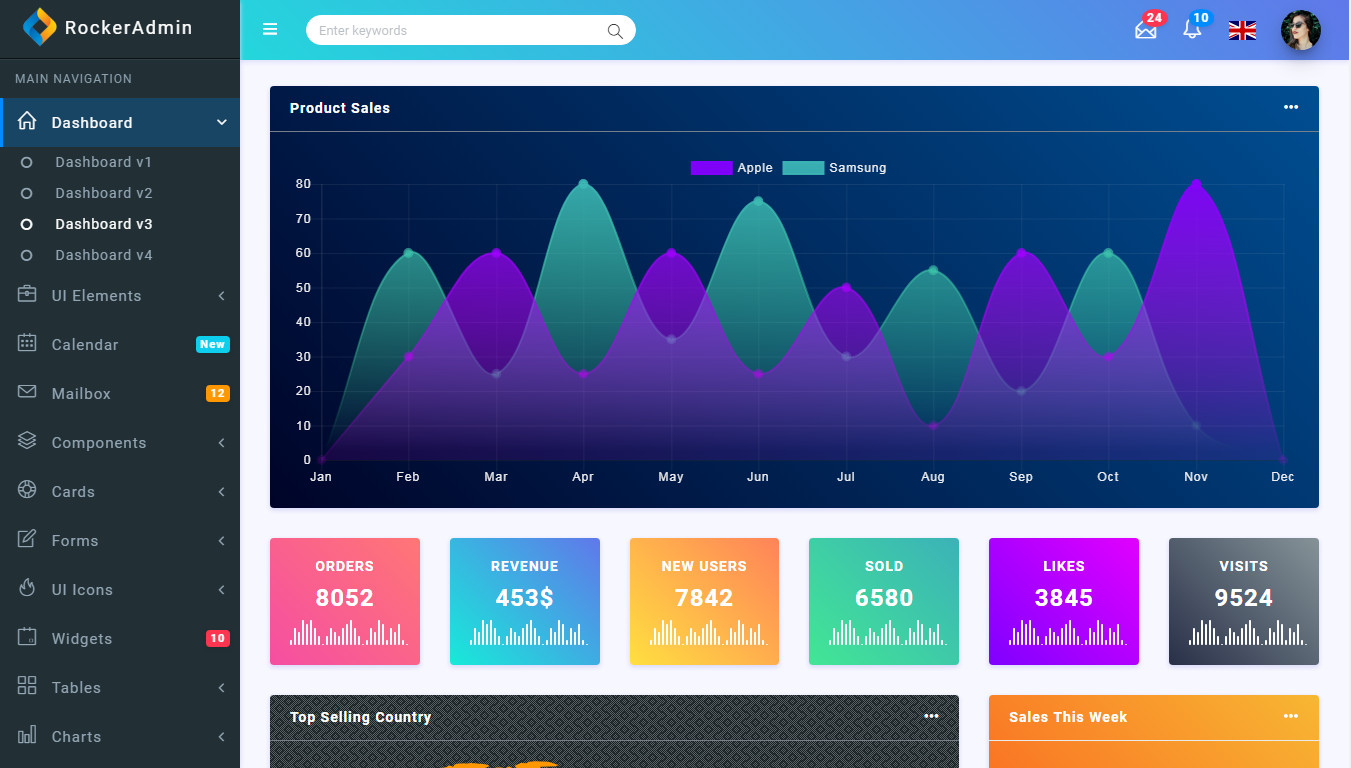 RockerAdmin
Enter keywords
24
10
MAIN NAVIGATION
Dashboard
Dashboard v1
Dashboard v2
Dashboard v3
Dashboard v4
UI Elements
Calendar New
Mailbox 12
Components
Cards
Forms
UI Icons
Widgets 10
Tables
Charts
Product Sales
Apple Samsung
80
70
60
50
40
30
20
10
0
Jan Feb Mar Apr May Jun Jul Aug Sep Oct Nov Dec
ORDERS
8052
REVENUE
453$
NEW USERS
7842
SOLD
6580
LIKES
3845
VISITS
9524
Top Selling Country
Sales This Week